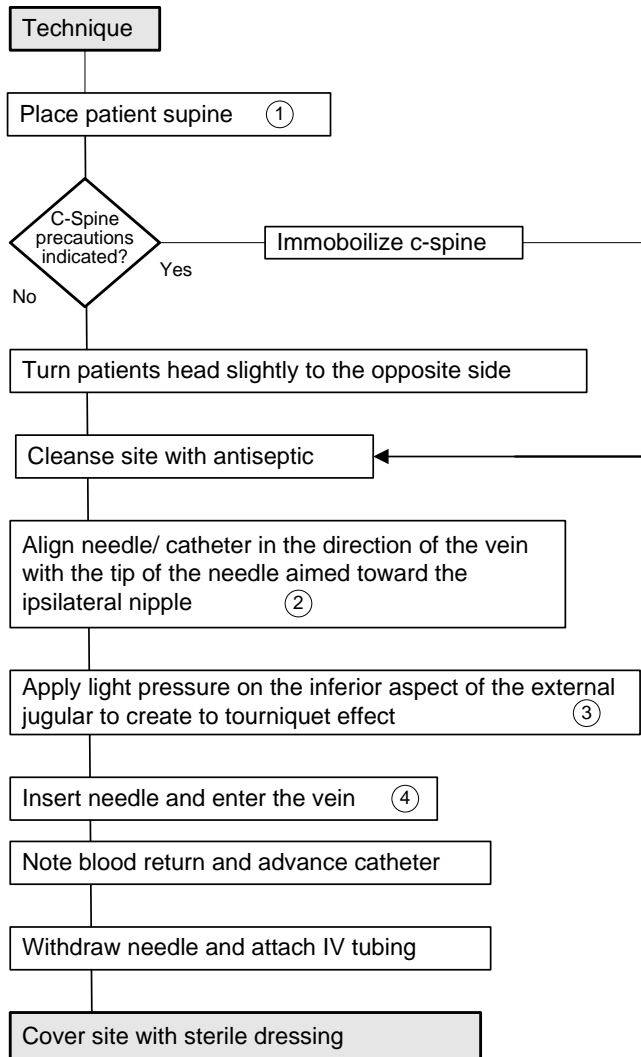 Technique
Place patient supine ①
C-Spine
precautions
indicated?
Yes
Immoboilize c-spine
No
Turn patients head slightly to the opposite side
Cleanse site with antiseptic
Align needle/ catheter in the direction of the vein
with the tip of the needle aimed toward the
ipsilateral nipple ②
Apply light pressure on the inferior aspect of the external
jugular to create to tourniquet effect ③
Insert needle and enter the vein ④
Note blood return and advance catheter
Withdraw needle and attach IV tubing
Cover site with sterile dressing